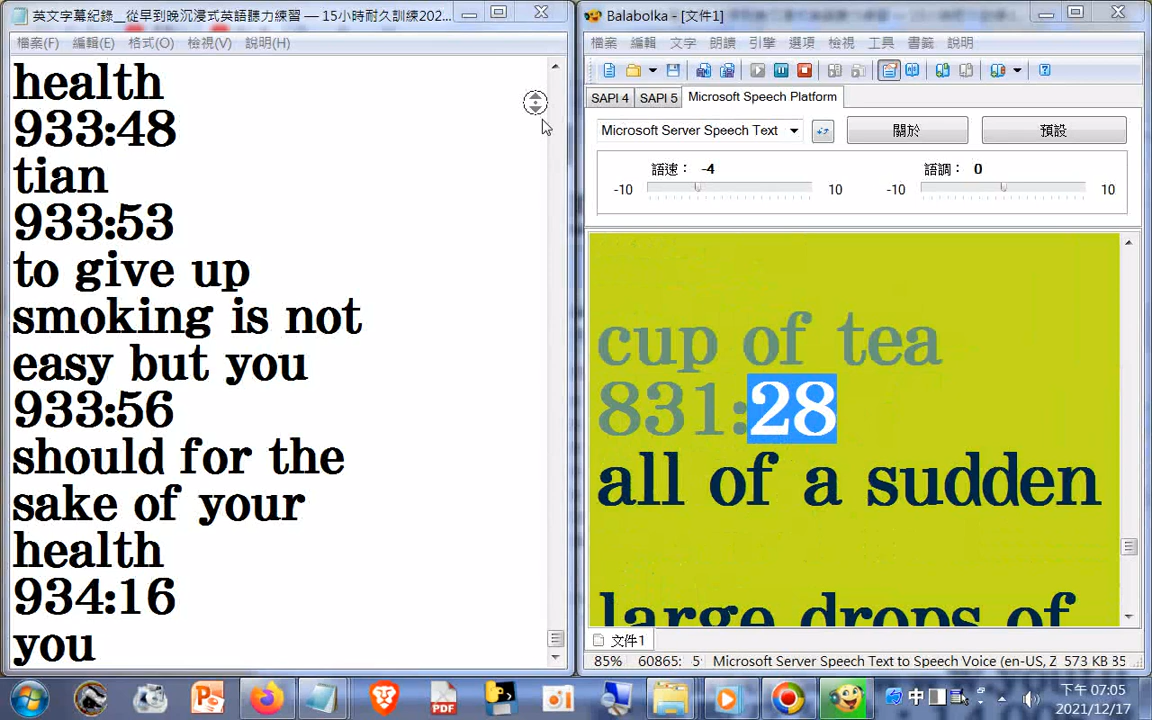 英文字幕紀錄__從早到晚沉浸式英語聽力練習 — 15小時耐久訓練202...
檔案(F) 編輯(E) 格式(O) 檢視(V) 說明(H)
health
933:48
tian
933:53
to give up
smoking is not
easy but you
933:56
should for the
sake of your
health
934:16
you
Balabolka - [文件1]
檔案 編輯 文字 朗讀 引擎 選項 檢視 工具 書籤 說明
SAPI 4 SAPI 5 Microsoft Speech Platform
Microsoft Server Speech Text 關於 預設
語速： -4 語調： 0
-10 10 -10 10
cup of tea
831:28
all of a sudden
large drops of
文件1
85% 60865: 5 Microsoft Server Speech Text to Speech Voice (en-US, Z 573 KB 35
PDF 中 下午 07:05
2021/12/17